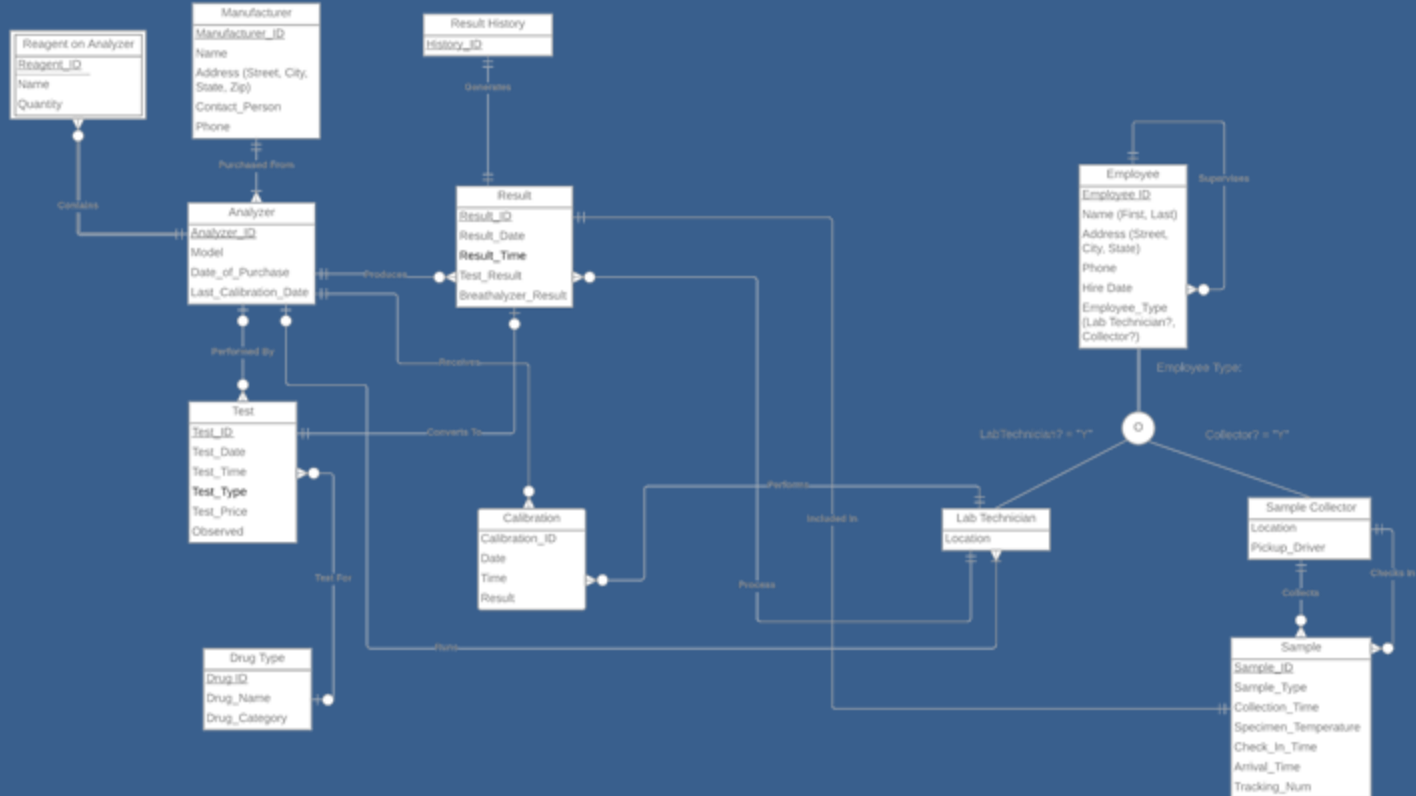 Manufacturer
Manufacturer_ID
Name
Address (Street, City,
State, Zip)
Contact_Person
Phone
Result History
History_ID
Reagent on Analyzer
Reagent_ID
Name
Quantity
Generates
Purchased From
Contains
Analyzer
Analyzer_ID
Model
Date_of_Purchase
Last_Calibration_Date
Produces
Result
Result_ID
Result_Date
Result_Time
Test_Result
Breathalyzer_Result
Employee
Employee ID
Name (First, Last)
Address (Street,
City, State)
Phone
Hire Date
Employee_Type
(Lab Technician?,
Collector?)
Supervises
Performed By
Receives
Employee Type:
Test
Test_ID
Test_Date
Test_Time
Test_Type
Test_Price
Observed
Converts To
LabTechnician? = "Y"
O
Collector? = "Y"
Performs
Included In
Calibration
Calibration_ID
Date
Time
Result
Lab Technician
Location
Sample Collector
Location
Pickup_Driver
Test For
Process
Collects
Checks In
Runs
Drug Type
Drug ID
Drug_Name
Drug_Category
Sample
Sample_ID
Sample_Type
Collection_Time
Specimen_Temperature
Check_In_Time
Arrival_Time
Tracking_Num